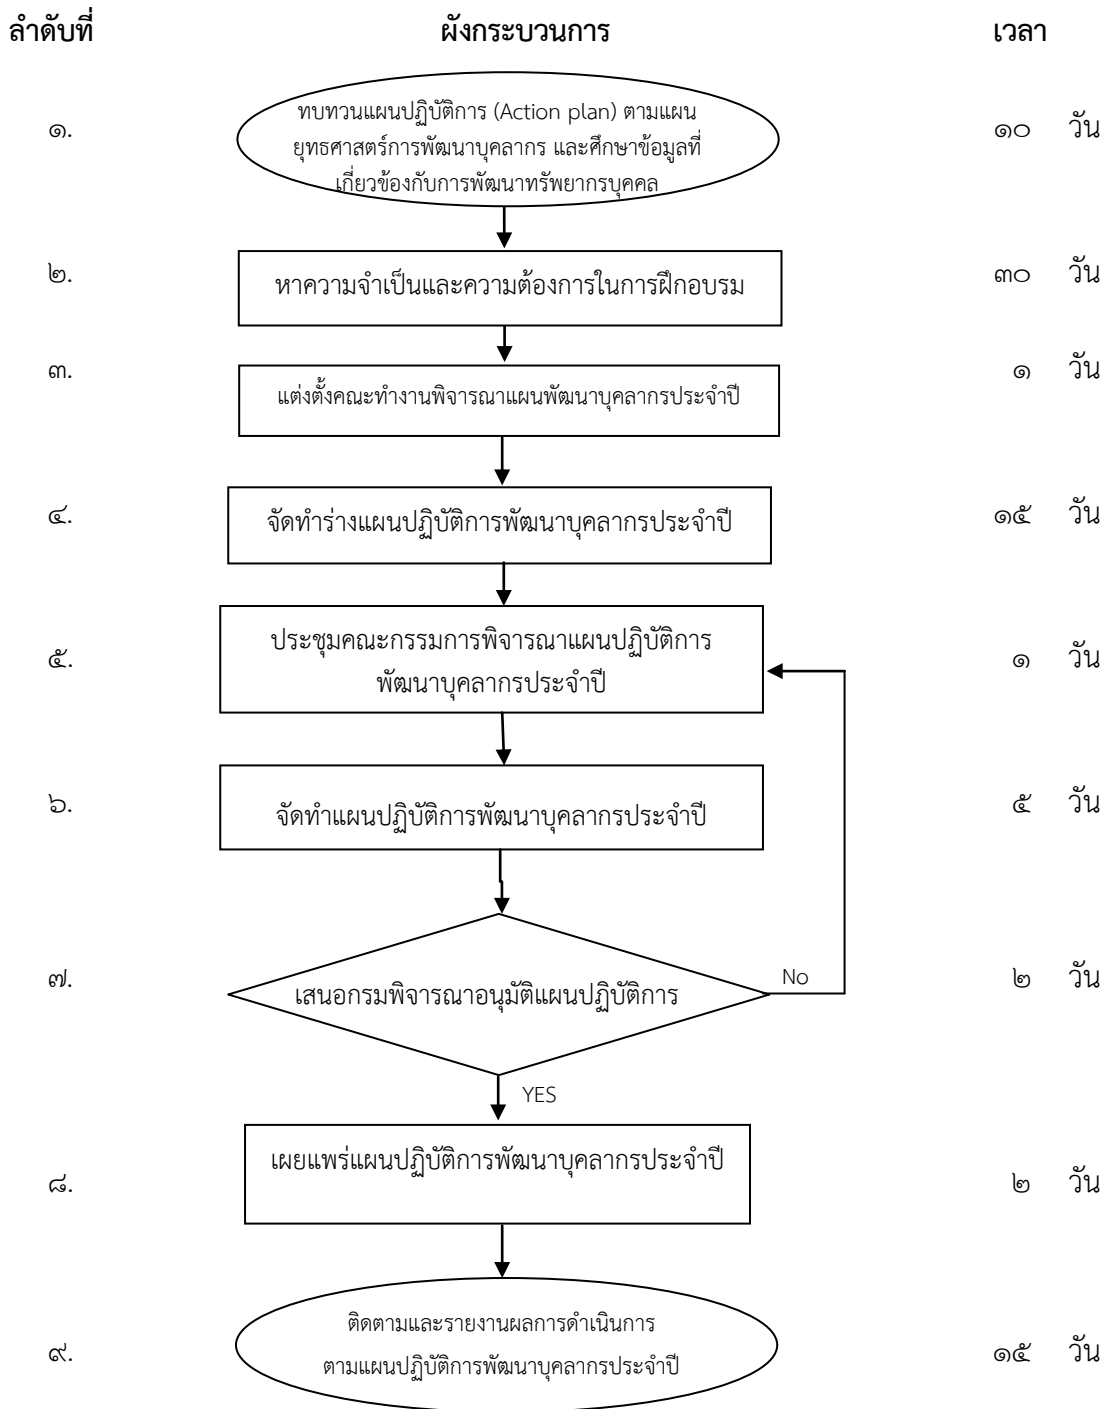 ลำดับที่ ผังกระบวนการ เวลา
๑. ทบทวนแผนปฏิบัติการ (Action plan) ตามแผน ๑๐ วัน
ยุทธศาสตร์การพัฒนาบุคลากร และศึกษาข้อมูลที่
เกี่ยวข้องกับการพัฒนาทรัพยากรบุคคล
๒. หาความจำเป็นและความต้องการในการฝึกอบรม ๓๐ วัน
๓. แต่งตั้งคณะทำงานพิจารณาแผนพัฒนาบุคลากรประจำปี ๑ วัน
๔. จัดทำร่างแผนปฏิบัติการพัฒนาบุคลากรประจำปี ๑๕ วัน
๕. ประชุมคณะกรรมการพิจารณาแผนปฏิบัติการ ๑ วัน
พัฒนาบุคลากรประจำปี
๖. จัดทำแผนปฏิบัติการพัฒนาบุคลากรประจำปี ๕ วัน
๗. เสนอกรมพิจารณาอนุมัติแผนปฏิบัติการ No ๒ วัน
YES
๘. เผยแพร่แผนปฏิบัติการพัฒนาบุคลากรประจำปี ๒ วัน
๙. ติดตามและรายงานผลการดำเนินการ ๑๕ วัน
ตามแผนปฏิบัติการพัฒนาบุคลากรประจำปี